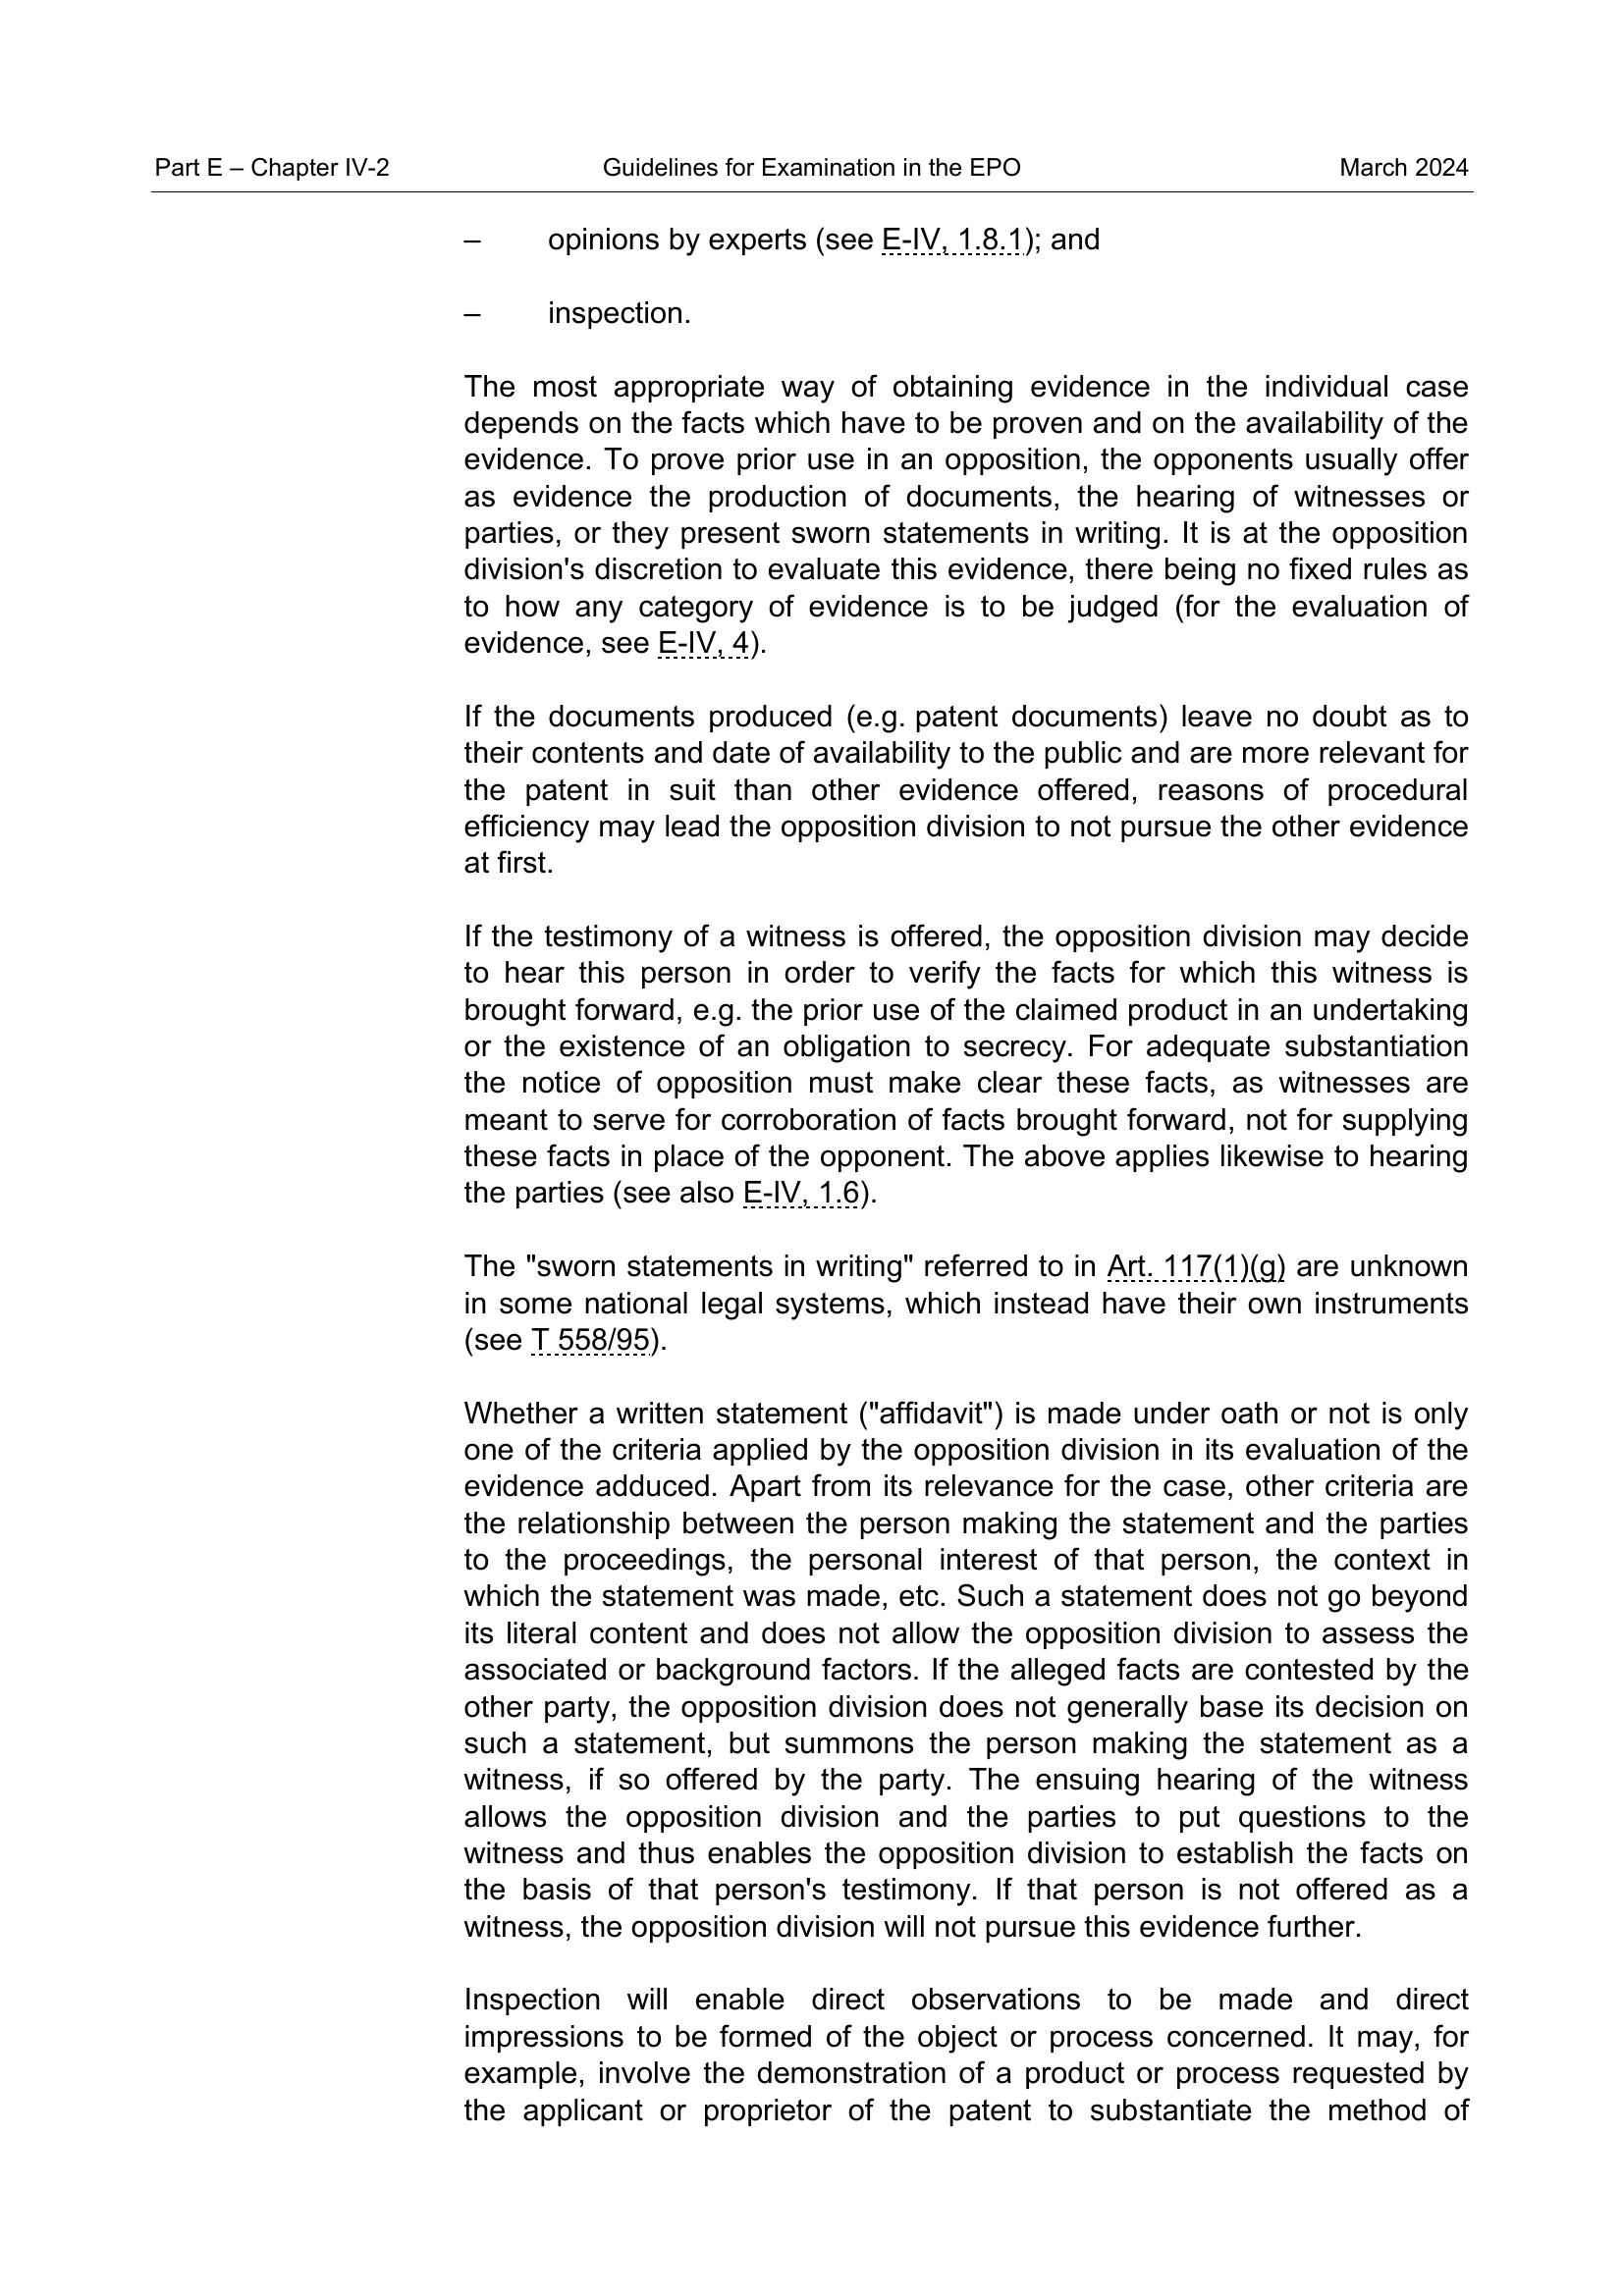 Part E – Chapter IV-2 Guidelines for Examination in the EPO March 2024
– opinions by experts (see E-IV, 1.8.1); and
– inspection.
The most appropriate way of obtaining evidence in the individual case
depends on the facts which have to be proven and on the availability of the
evidence. To prove prior use in an opposition, the opponents usually offer
as evidence the production of documents, the hearing of witnesses or
parties, or they present sworn statements in writing. It is at the opposition
division's discretion to evaluate this evidence, there being no fixed rules as
to how any category of evidence is to be judged (for the evaluation of
evidence, see E-IV, 4).
If the documents produced (e.g. patent documents) leave no doubt as to
their contents and date of availability to the public and are more relevant for
the patent in suit than other evidence offered, reasons of procedural
efficiency may lead the opposition division to not pursue the other evidence
at first.
If the testimony of a witness is offered, the opposition division may decide
to hear this person in order to verify the facts for which this witness is
brought forward, e.g. the prior use of the claimed product in an undertaking
or the existence of an obligation to secrecy. For adequate substantiation
the notice of opposition must make clear these facts, as witnesses are
meant to serve for corroboration of facts brought forward, not for supplying
these facts in place of the opponent. The above applies likewise to hearing
the parties (see also E-IV, 1.6).
The "sworn statements in writing" referred to in Art. 117(1)(g) are unknown
in some national legal systems, which instead have their own instruments
(see T 558/95).
Whether a written statement ("affidavit") is made under oath or not is only
one of the criteria applied by the opposition division in its evaluation of the
evidence adduced. Apart from its relevance for the case, other criteria are
the relationship between the person making the statement and the parties
to the proceedings, the personal interest of that person, the context in
which the statement was made, etc. Such a statement does not go beyond
its literal content and does not allow the opposition division to assess the
associated or background factors. If the alleged facts are contested by the
other party, the opposition division does not generally base its decision on
such a statement, but summons the person making the statement as a
witness, if so offered by the party. The ensuing hearing of the witness
allows the opposition division and the parties to put questions to the
witness and thus enables the opposition division to establish the facts on
the basis of that person's testimony. If that person is not offered as a
witness, the opposition division will not pursue this evidence further.
Inspection will enable direct observations to be made and direct
impressions to be formed of the object or process concerned. It may, for
example, involve the demonstration of a product or process requested by
the applicant or proprietor of the patent to substantiate the method of